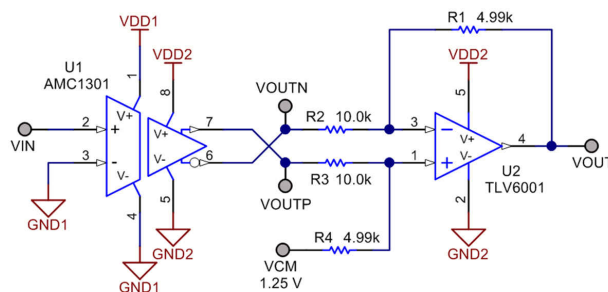 R1 4.99k
VDD1
VDD2
U1
AMC1301
VDD2
1
8
5
V+
VOUTN
R2 10.0k
V+
VIN
2
+
V+
7
3
−
4
VOUT
3
-
V-
V-
6
R3 10.0k
1
+
V-
U2
TLV6001
GND1
4
5
VOUTP
2
GND2
R4 4.99k
GND2
GND1
VCM
1.25 V